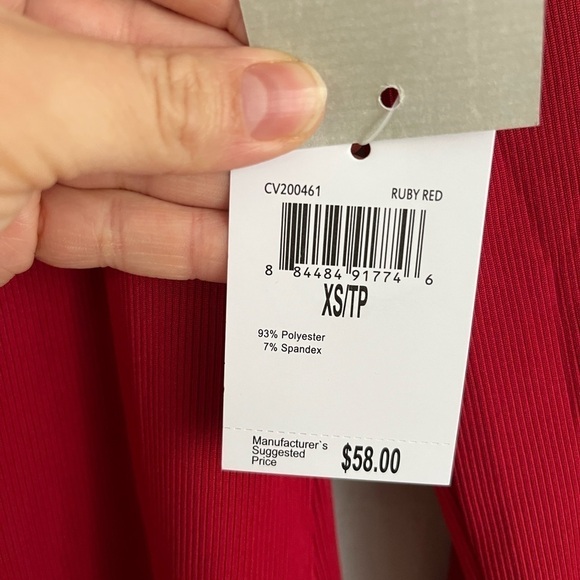 CV200461 RUBY RED
8 84484 91774 6
XS/TP
93% Polyester
7% Spandex
Manufacturer`s
Suggested
Price
$58.00